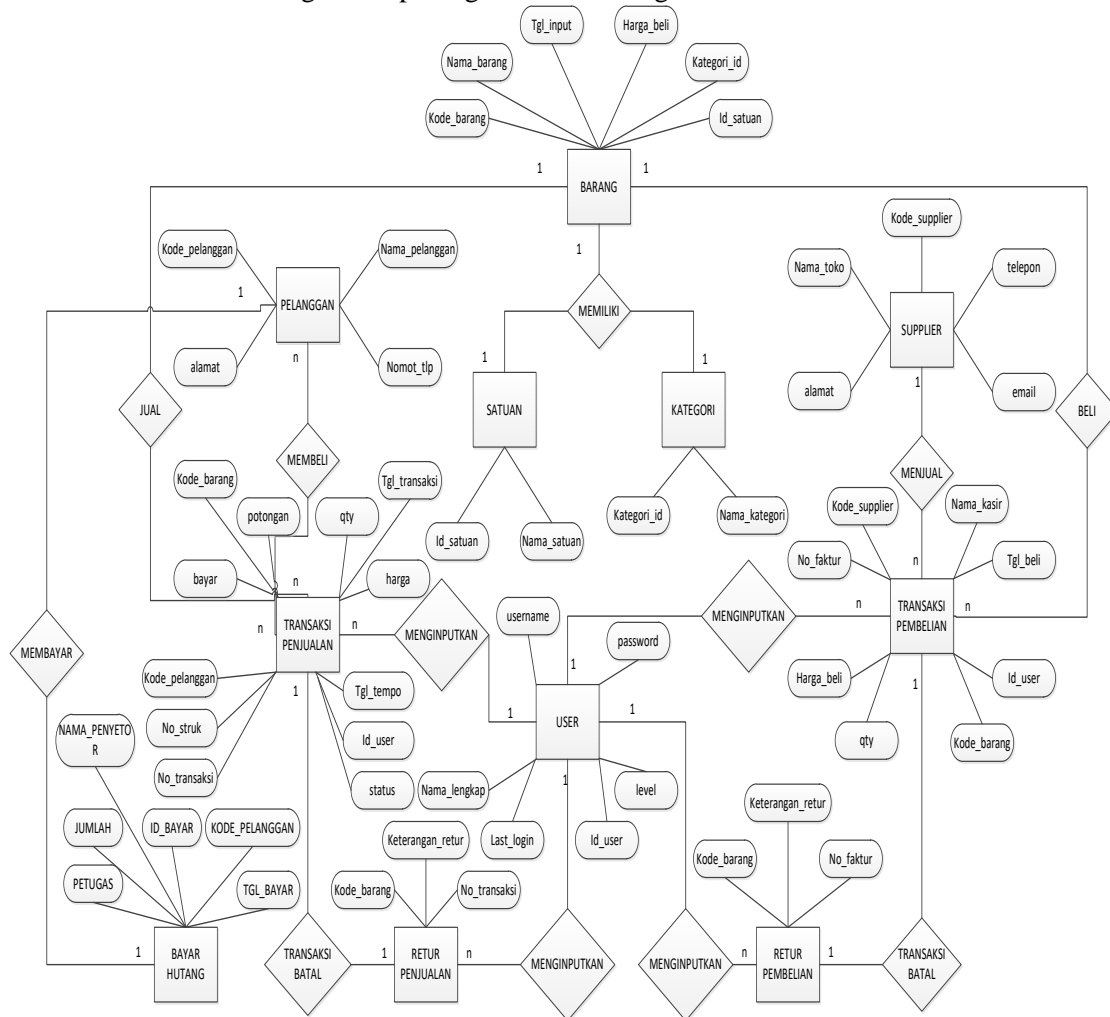 Tgl_input
Harga_beli
Nama_barang
Kategori_id
Kode_barang
Id_satuan
1
1
BARANG
1
Kode_supplier
Kode_pelanggan
Nama_pelanggan
Nama_toko
telepon
1
PELANGGAN
MEMILIKI
SUPPLIER
n
1
1
alamat
Nomot_tlp
1
alamat
email
JUAL
SATUAN
KATEGORI
BELI
MEMBELI
MENJUAL
Kode_barang
Tgl_transaksi
Kode_supplier
Nama_kasir
potongan
qty
Kategori_id
Nama_kategori
Id_satuan
Nama_satuan
No_faktur
Tgl_beli
n
bayar
n
harga
MENGINPUTKAN
n
n
username
TRANSAKSI
PENJUALAN
n
n
MENGINPUTKAN
TRANSAKSI
PEMBELIAN
password
MEMBAYAR
1
Kode_pelanggan
Tgl_tempo
Harga_beli
Id_user
1
1
NAMA_PENYETO
R
No_struk
1
USER
1
Id_user
qty
Kode_barang
No_transaksi
status
Nama_lengkap
level
1
JUMLAH
ID_BAYAR
KODE_PELANGGAN
Keterangan_retur
Last_login
Id_user
Keterangan_retur
PETUGAS
TGL_BAYAR
Kode_barang
No_transaksi
Kode_barang
No_faktur
1
BAYAR
HUTANG
TRANSAKSI
BATAL
1
RETUR
PENJUALAN
n
MENGINPUTKAN
MENGINPUTKAN
n
RETUR
PEMBELIAN
1
TRANSAKSI
BATAL